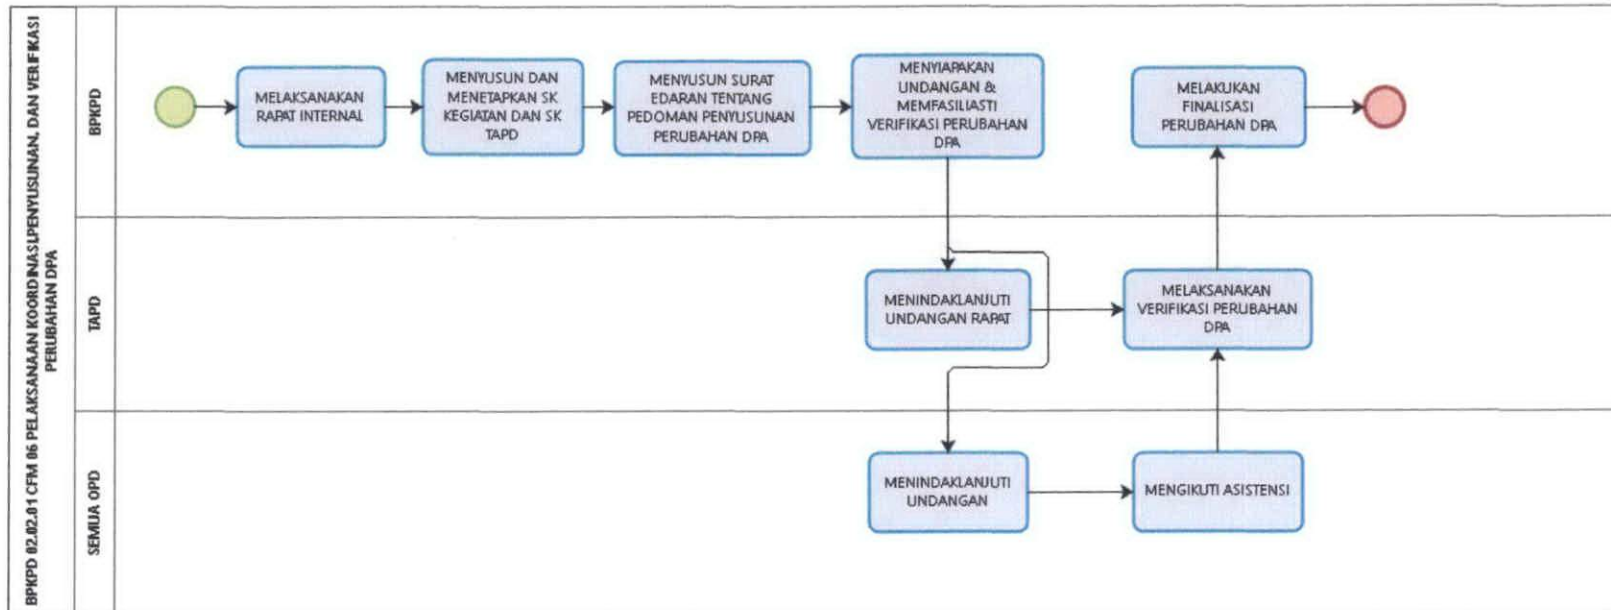 BPKPD 02.02.01 CFM 06 PELAKSANAAN KOORDINASI,PENYUSUNAN, DAN VERIFIKASI
PERUBAHAN DPA
BPKPD
MELAKSANAKAN
RAPAT INTERNAL
MENYUSUN DAN
MENETAPKAN SK
KEGIATAN DAN SK
TAPD
MENYUSUN SURAT
EDARAN TENTANG
PEDOMAN PENYUSUNAN
PERUBAHAN DPA
MENYIAPAKAN
UNDANGAN &
MEMFASILIASTI
VERIFIKASI PERUBAHAN
DPA
MELAKUKAN
FINALISASI
PERUBAHAN DPA
TAPD
MENINDAKLANJUTI
UNDANGAN RAPAT
MELAKSANAKAN
VERIFIKASI PERUBAHAN
DPA
SEMUA OPD
MENINDAKLANJUTI
UNDANGAN
MENGIKUTI ASISTENSI